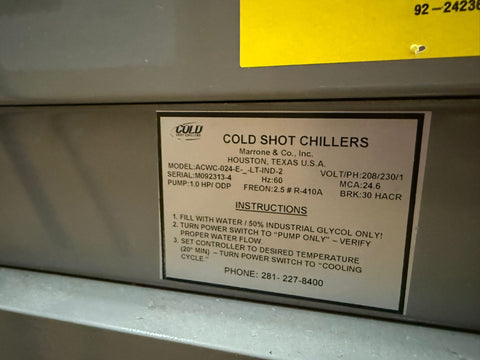 92-24236
COLD
SHOT CHILLERS
COLD SHOT CHILLERS
Marrone & Co., Inc.
HOUSTON, TEXAS U.S.A.
MODEL:ACWC-024-E-_-LT-IND-2 VOLT/PH:208/230/1
SERIAL:M092313-4 Hz:60 MCA: 24.6
PUMP:1.0 HP/ ODP FREON: 2.5 # R-410A BRK: 30 HACR
INSTRUCTIONS
1. FILL WITH WATER / 50% INDUSTRIAL GLYCOL ONLY!
2. TURN POWER SWITCH TO "PUMP ONLY" – VERIFY
PROPER WATER FLOW.
3. SET CONTROLLER TO DESIRED TEMPERATURE
(20° MIN) – TURN POWER SWITCH TO "COOLING
CYCLE."
PHONE: 281- 227-8400